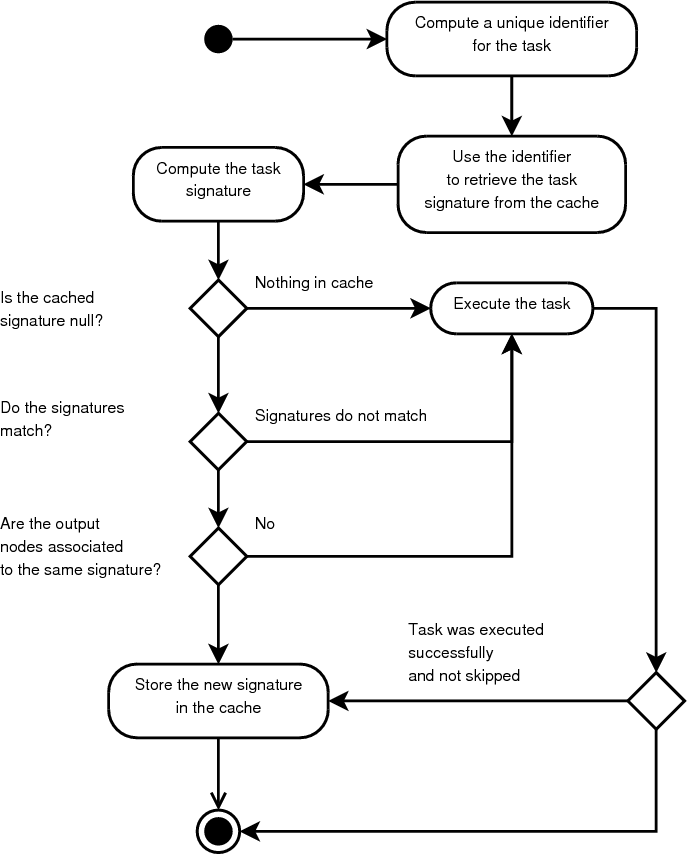 Compute a unique identifier
for the task
Use the identifier
to retrieve the task
signature from the cache
Compute the task
signature
Is the cached
signature null?
Nothing in cache
Execute the task
Do the signatures
match?
Signatures do not match
Are the output
nodes associated
to the same signature?
No
Task was executed
successfully
and not skipped
Store the new signature
in the cache